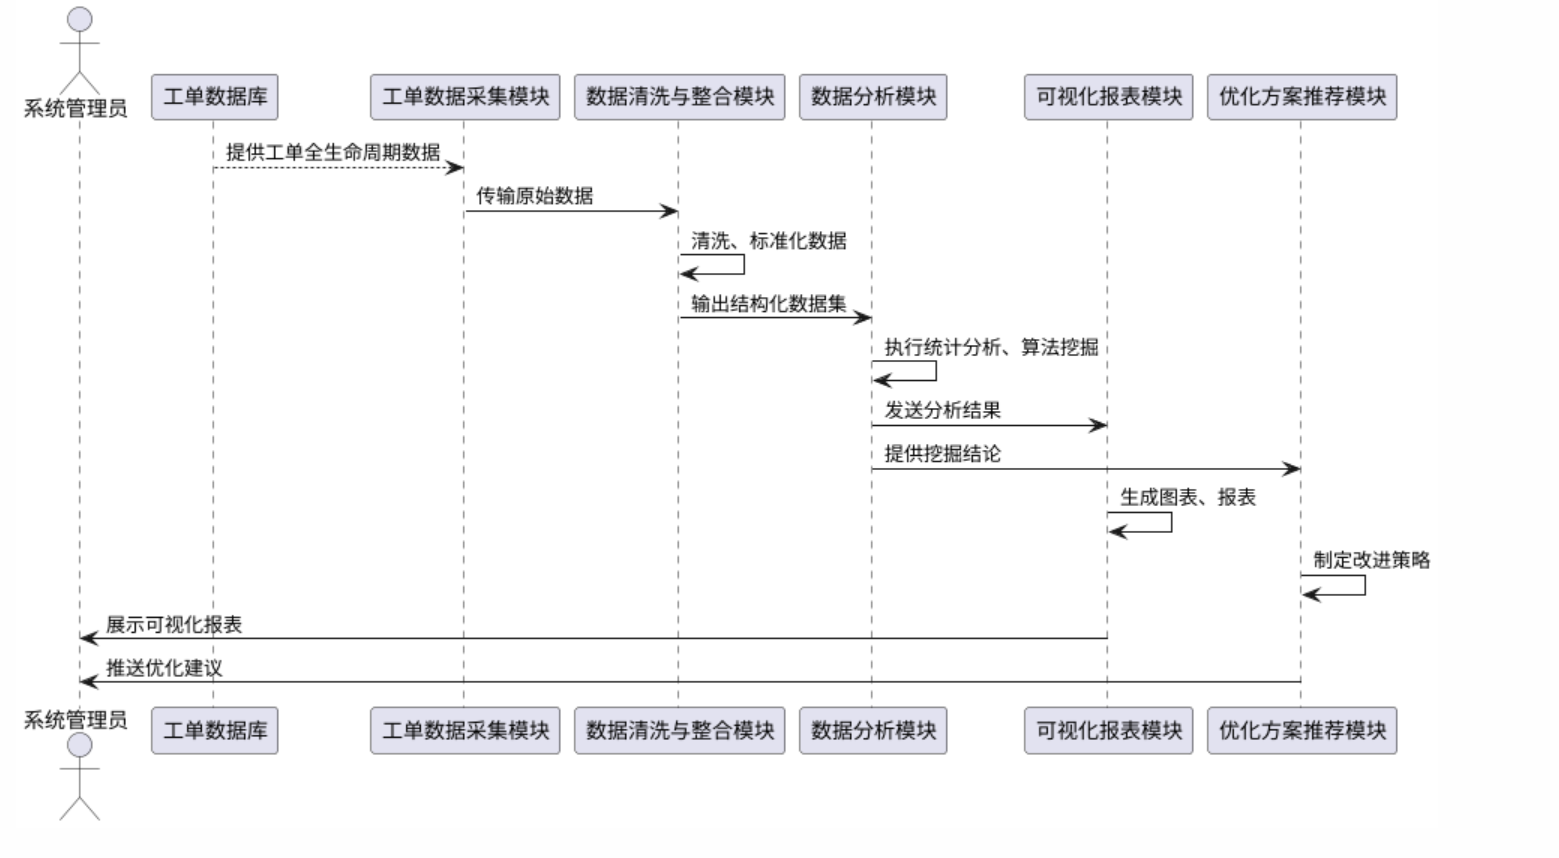 系统管理员
工单数据库
工单数据采集模块
数据清洗与整合模块
数据分析模块
可视化报表模块
优化方案推荐模块
提供工单全生命周期数据
传输原始数据
清洗、标准化数据
输出结构化数据集
执行统计分析、算法挖掘
发送分析结果
提供挖掘结论
生成图表、报表
制定改进策略
展示可视化报表
推送优化建议
系统管理员
工单数据库
工单数据采集模块
数据清洗与整合模块
数据分析模块
可视化报表模块
优化方案推荐模块